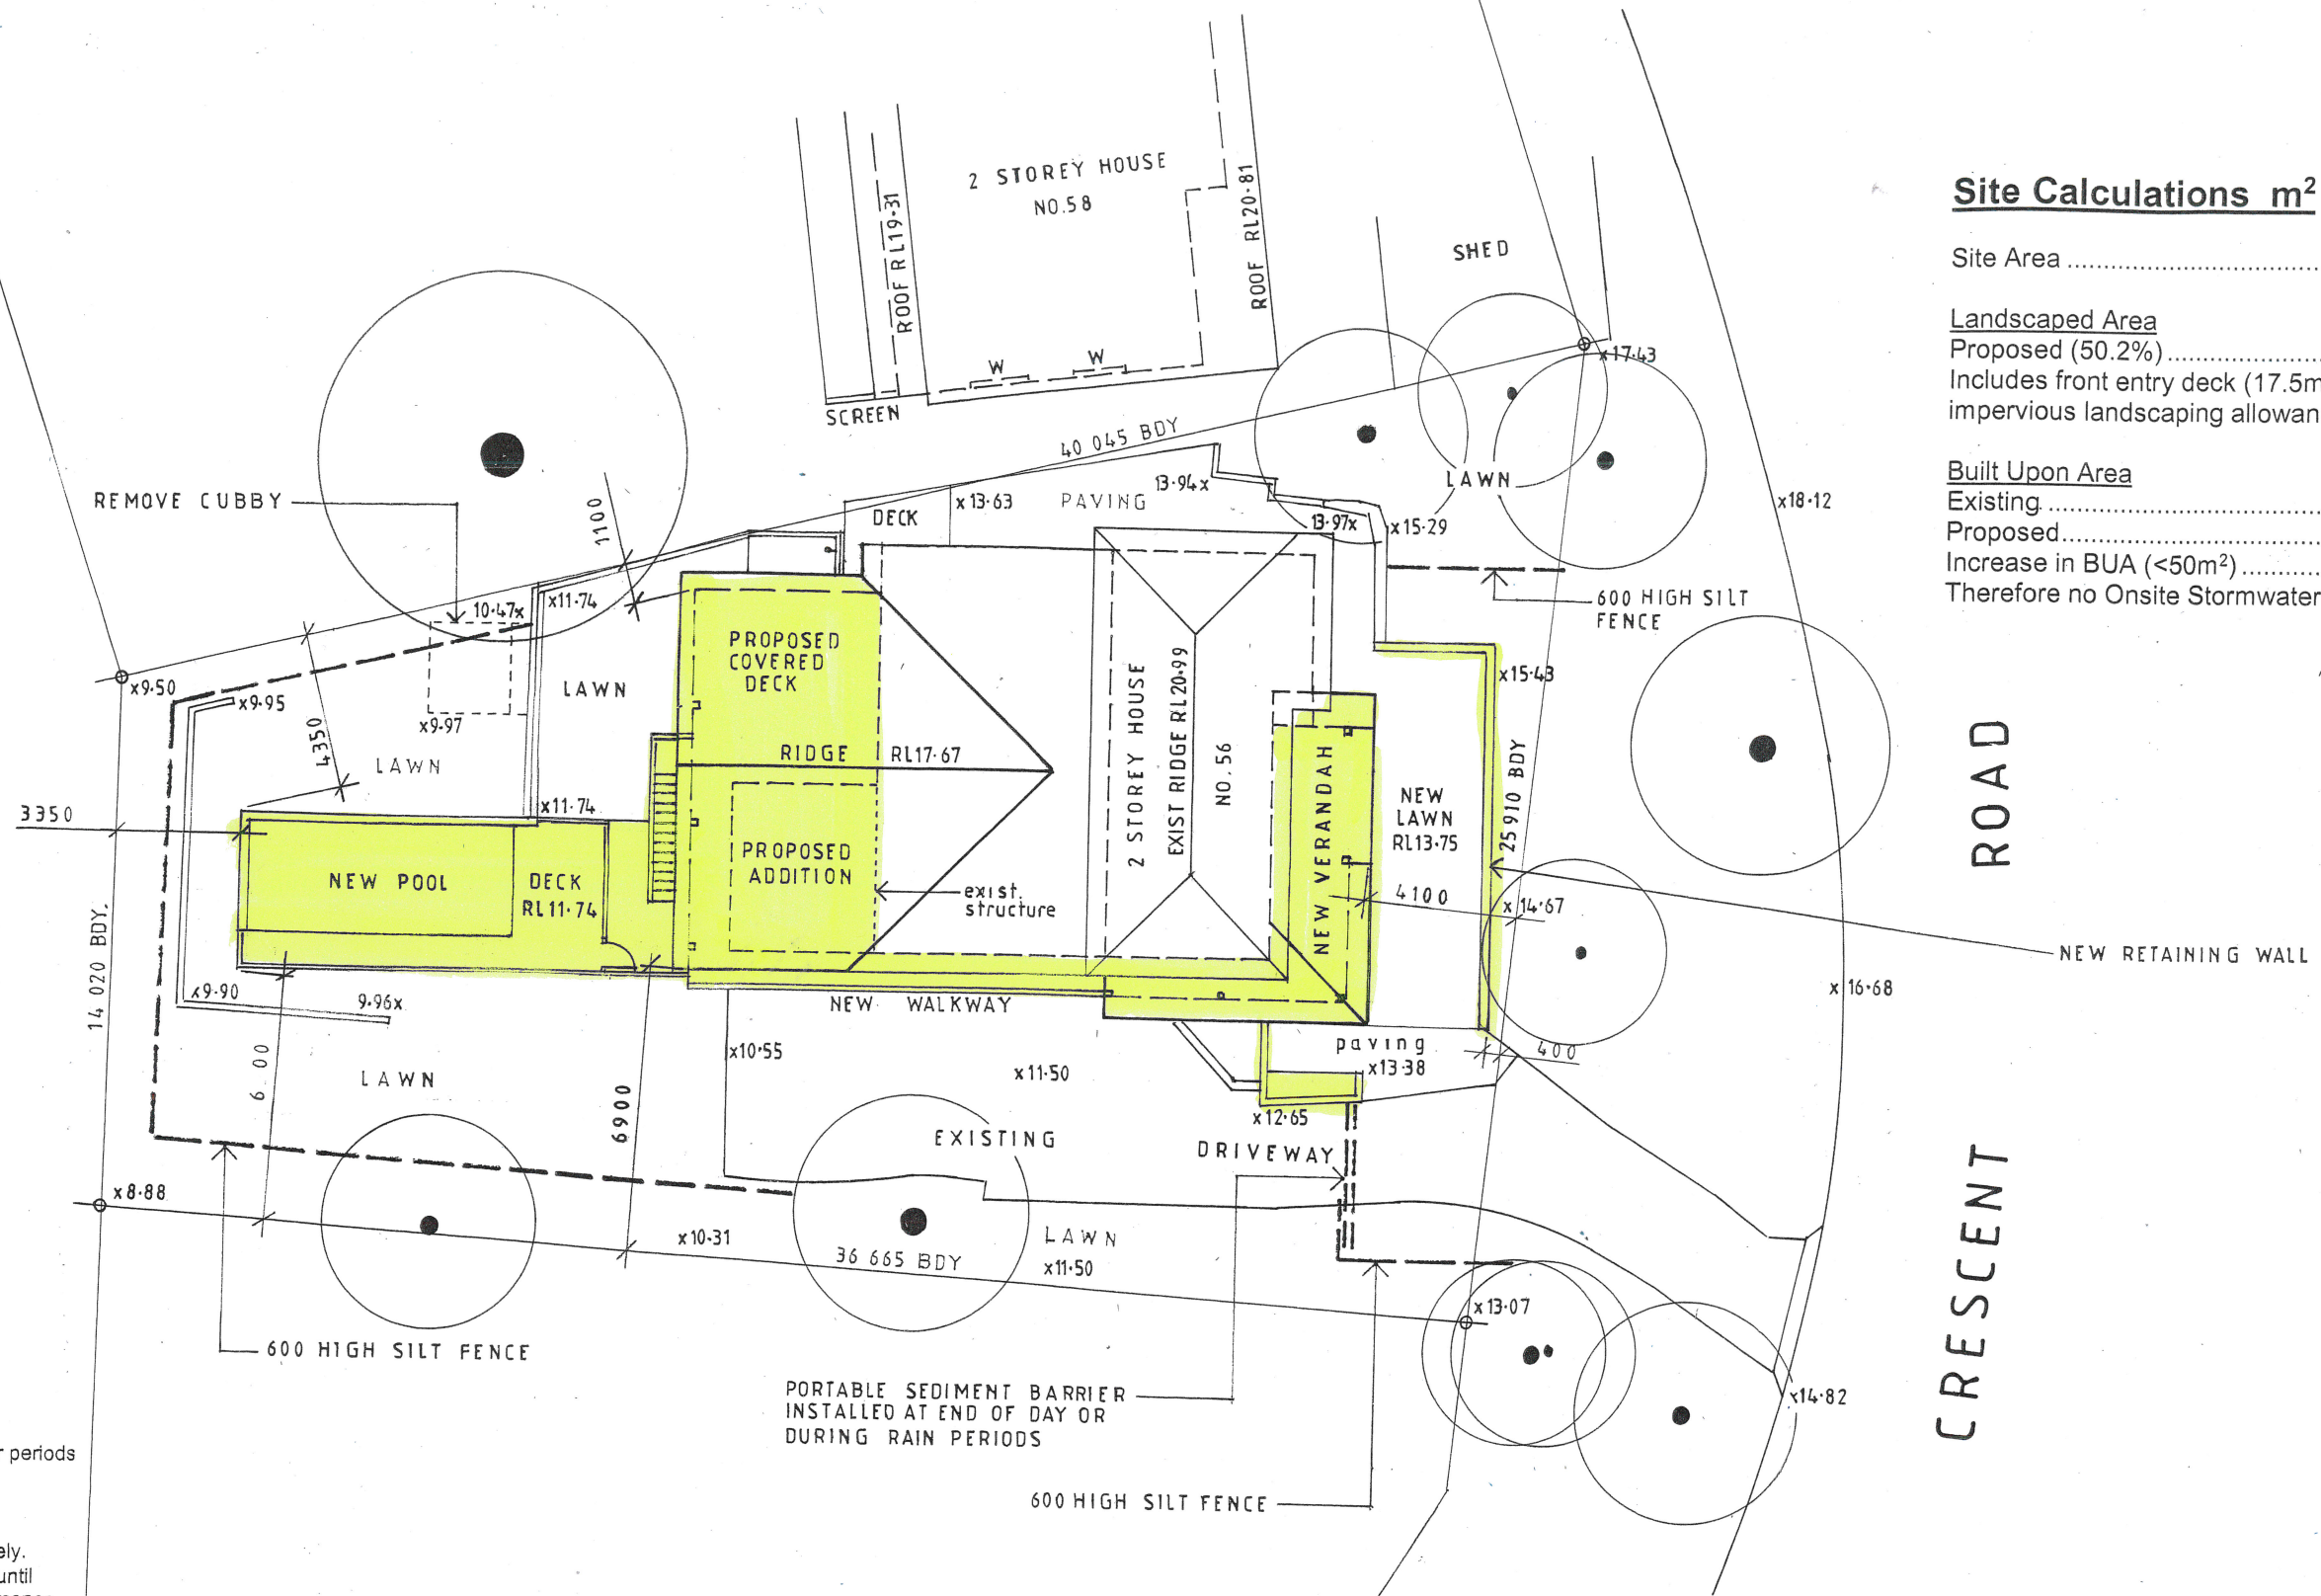 2 STOREY HOUSE
NO.58
ROOF RL19·31
ROOF RL20·81
SHED
W
W
SCREEN
x17·43
Site Calculations m²
Site Area
Landscaped Area
Proposed (50.2%)
Includes front entry deck (17.5m
impervious landscaping allowan
Built Upon Area
Existing
Proposed
Increase in BUA (<50m²)
Therefore no Onsite Stormwater
40 045 BDY
REMOVE CUBBY
1100
DECK
x13·63
PAVING
13·94x
LAWN
13·97x
x15·29
x18·12
10·47x
x11·74
600 HIGH SILT
FENCE
PROPOSED
COVERED
DECK
x9·50
x9·95
LAWN
x9·97
4350
LAWN
RIDGE RL17·67
2 STOREY HOUSE
EXIST RIDGE RL20·99
NO.56
NEW VERANDAH
x15·43
25 910 BDY
NEW
LAWN
RL13·75
ROAD
3350
x11·74
NEW POOL
DECK
RL11·74
PROPOSED
ADDITION
exist.
structure
4100
x14·67
NEW RETAINING WALL
x9·90
9·96x
14 020 BDY.
NEW WALKWAY
x16·68
6 00
LAWN
6900
x10·55
x11·50
paving
x13·38
400
x12·65
EXISTING
DRIVEWAY
CRESCENT
x8·88
x10·31
36 665 BDY
LAWN
x11·50
x13·07
600 HIGH SILT FENCE
PORTABLE SEDIMENT BARRIER
INSTALLED AT END OF DAY OR
DURING RAIN PERIODS
x14·82
r periods
600 HIGH SILT FENCE
ely.
until